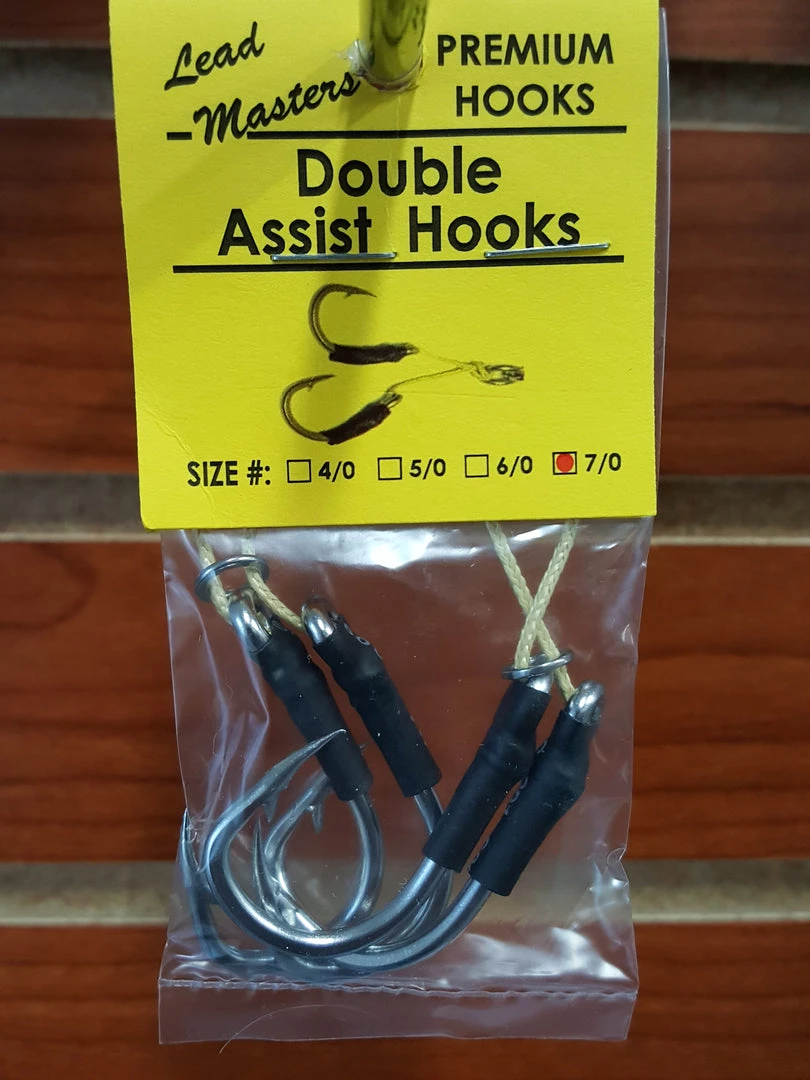 Lead
Masters
PREMIUM
HOOKS
Double
Assist Hooks
SIZE #: 4/0 5/0 6/0 7/0